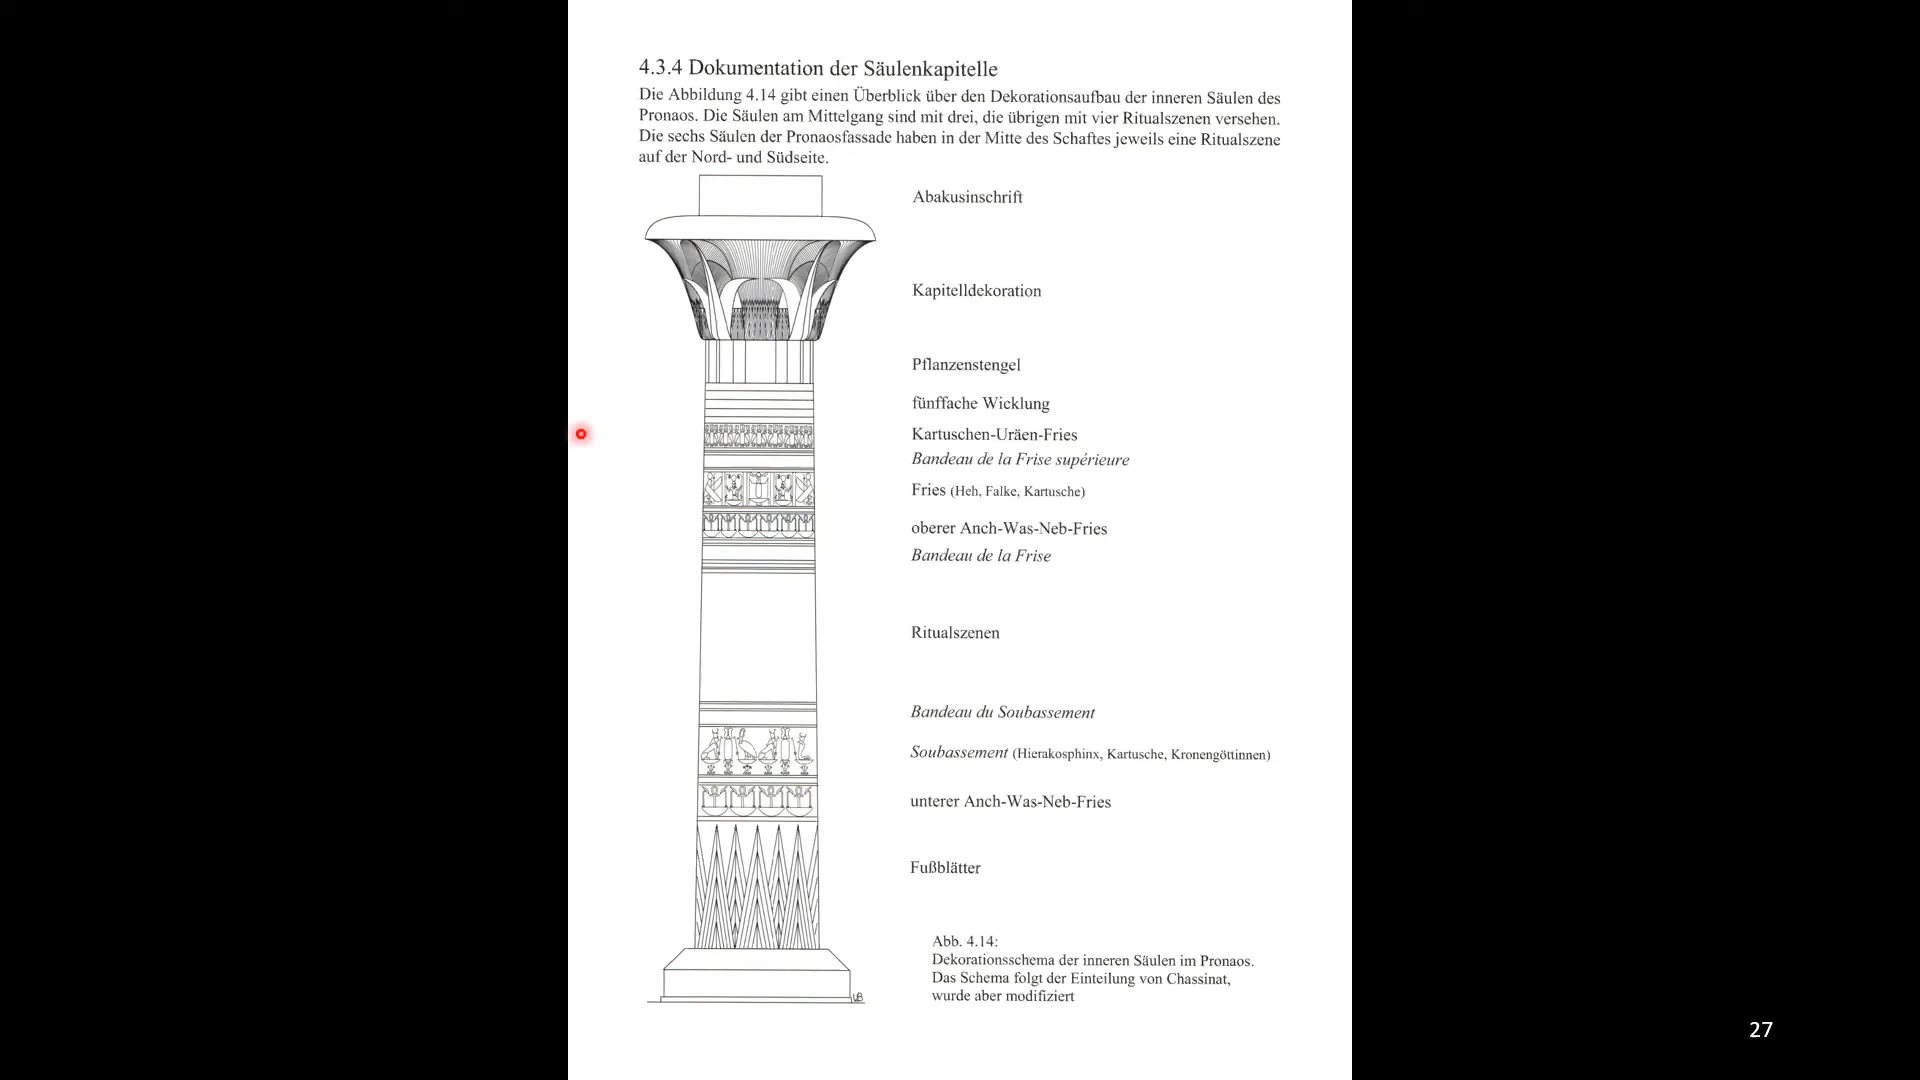 4.3.4 Dokumentation der Säulenkapitelle
Die Abbildung 4.14 gibt einen Überblick über den Dekorationsaufbau der inneren Säulen des
Pronaos. Die Säulen am Mittelgang sind mit drei, die übrigen mit vier Ritualszenen versehen.
Die sechs Säulen der Pronaosfassade haben in der Mitte des Schaftes jeweils eine Ritualszene
auf der Nord- und Südseite.
Abakusinschrift
Kapitelldekoration
Pflanzenstengel
fünffache Wicklung
Kartuschen-Uräen-Fries
Bandeau de la Frise supérieure
Fries (Heh, Falke, Kartusche)
oberer Anch-Was-Neb-Fries
Bandeau de la Frise
Ritualszenen
Bandeau du Soubassement
Soubassement (Hierakosphinx, Kartusche, Kronengöttinnen)
unterer Anch-Was-Neb-Fries
Fußblätter
Abb. 4.14:
Dekorationsschema der inneren Säulen im Pronaos.
Das Schema folgt der Einteilung von Chassinat,
wurde aber modifiziert
27